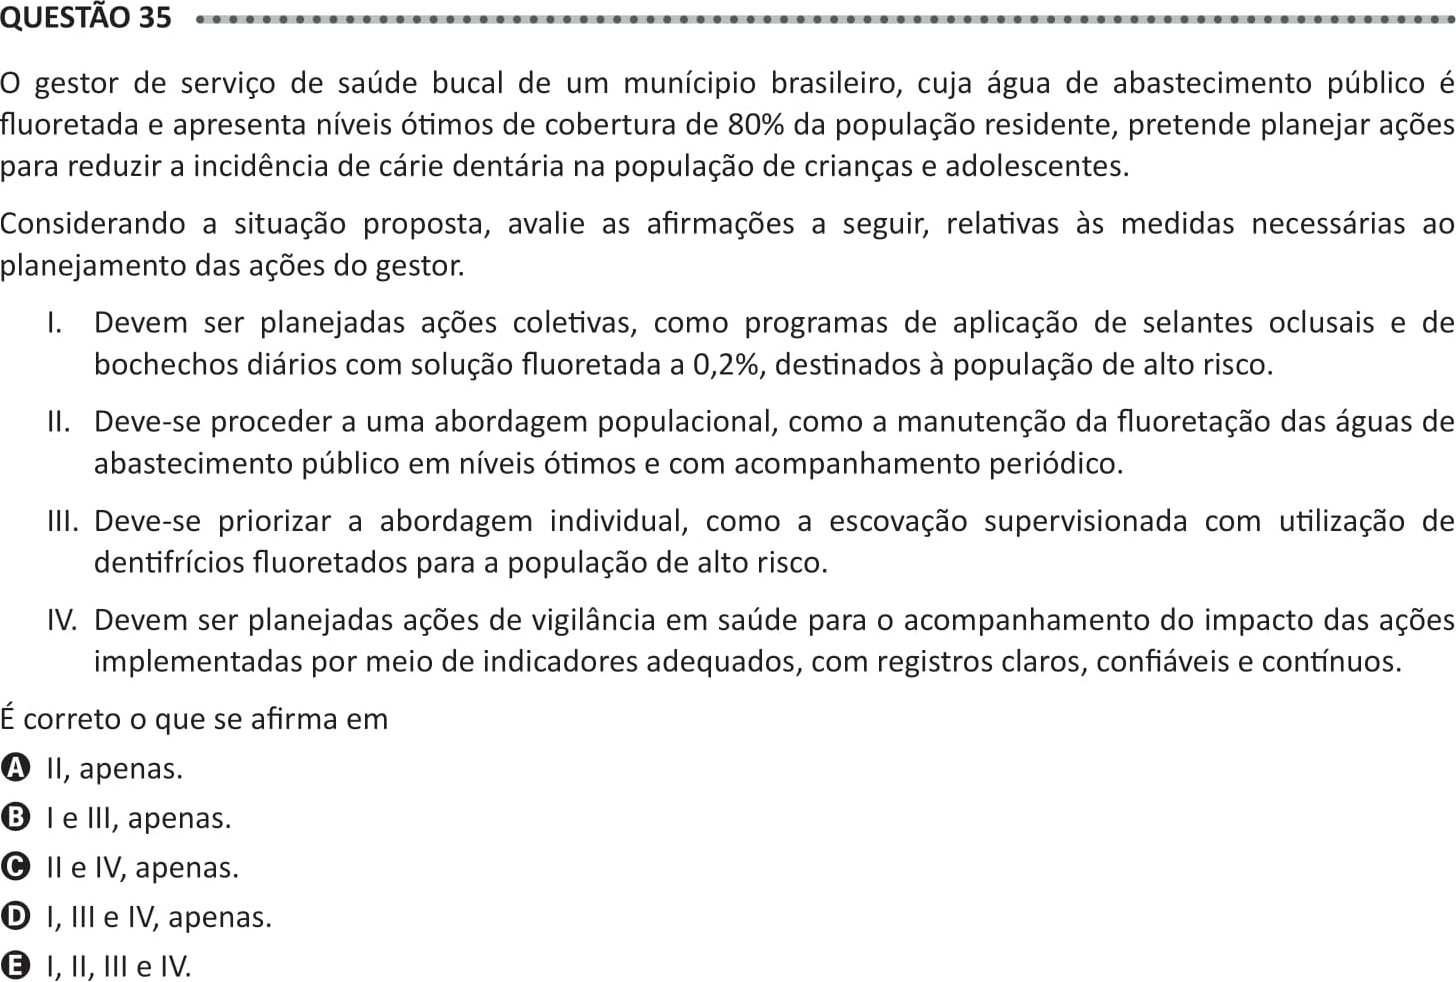 QUESTÃO 35
O gestor de serviço de saúde bucal de um munícipio brasileiro, cuja água de abastecimento público é
fluoretada e apresenta níveis ótimos de cobertura de 80% da população residente, pretende planejar ações
para reduzir a incidência de cárie dentária na população de crianças e adolescentes.
Considerando a situação proposta, avalie as afirmações a seguir, relativas às medidas necessárias ao
planejamento das ações do gestor.
I. Devem ser planejadas ações coletivas, como programas de aplicação de selantes oclusais e de
bochechos diários com solução fluoretada a 0,2%, destinados à população de alto risco.
II. Deve-se proceder a uma abordagem populacional, como a manutenção da fluoretação das águas de
abastecimento público em níveis ótimos e com acompanhamento periódico.
III. Deve-se priorizar a abordagem individual, como a escovação supervisionada com utilização de
dentifrícios fluoretados para a população de alto risco.
IV. Devem ser planejadas ações de vigilância em saúde para o acompanhamento do impacto das ações
implementadas por meio de indicadores adequados, com registros claros, confiáveis e contínuos.
É correto o que se afirma em
A II, apenas.
B I e III, apenas.
C II e IV, apenas.
D I, III e IV, apenas.
E I, II, III e IV.